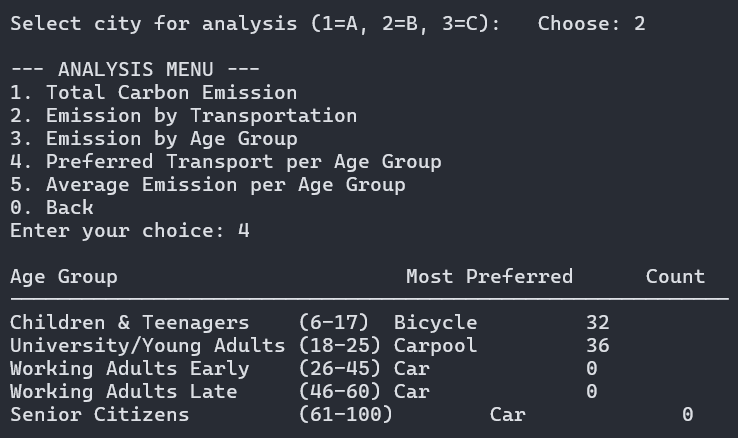 Select city for analysis (1=A, 2=B, 3=C):   Choose: 2
--- ANALYSIS MENU ---
1. Total Carbon Emission
2. Emission by Transportation
3. Emission by Age Group
4. Preferred Transport per Age Group
5. Average Emission per Age Group
0. Back
Enter your choice: 4
Age Group                        Most Preferred      Count
Children & Teenagers    (6-17)  Bicycle         32
University/Young Adults (18-25) Carpool         36
Working Adults Early    (26-45) Car             0
Working Adults Late     (46-60) Car             0
Senior Citizens         (61-100)        Car             0